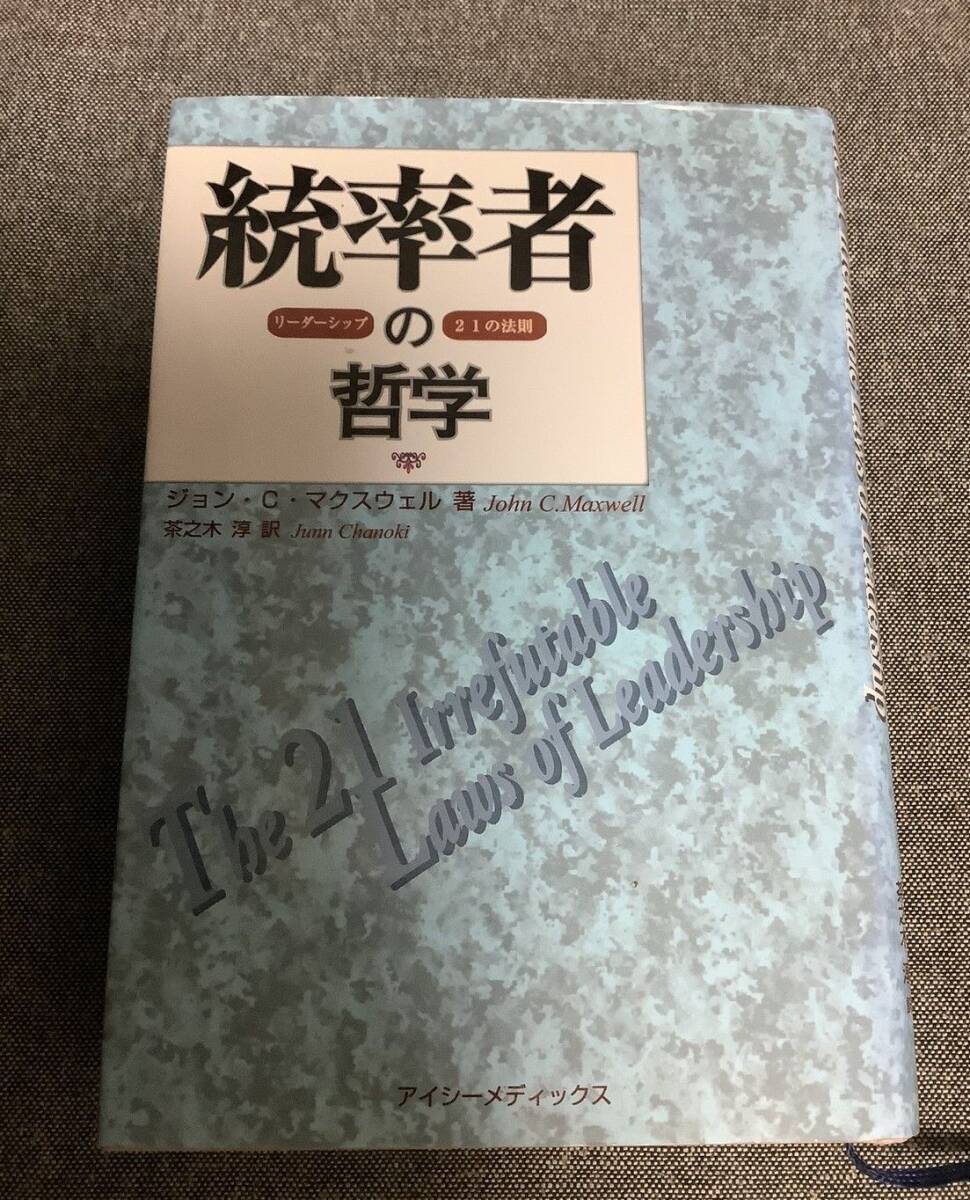 統率者
リーダーシップ の 21の法則
哲学
ジョン・C・マクスウェル 著 John C.Maxwell
茶之木 淳 訳 Junn Chanoki
The 21 Irrefutable
Laws of Leadership
アイシーメディックス